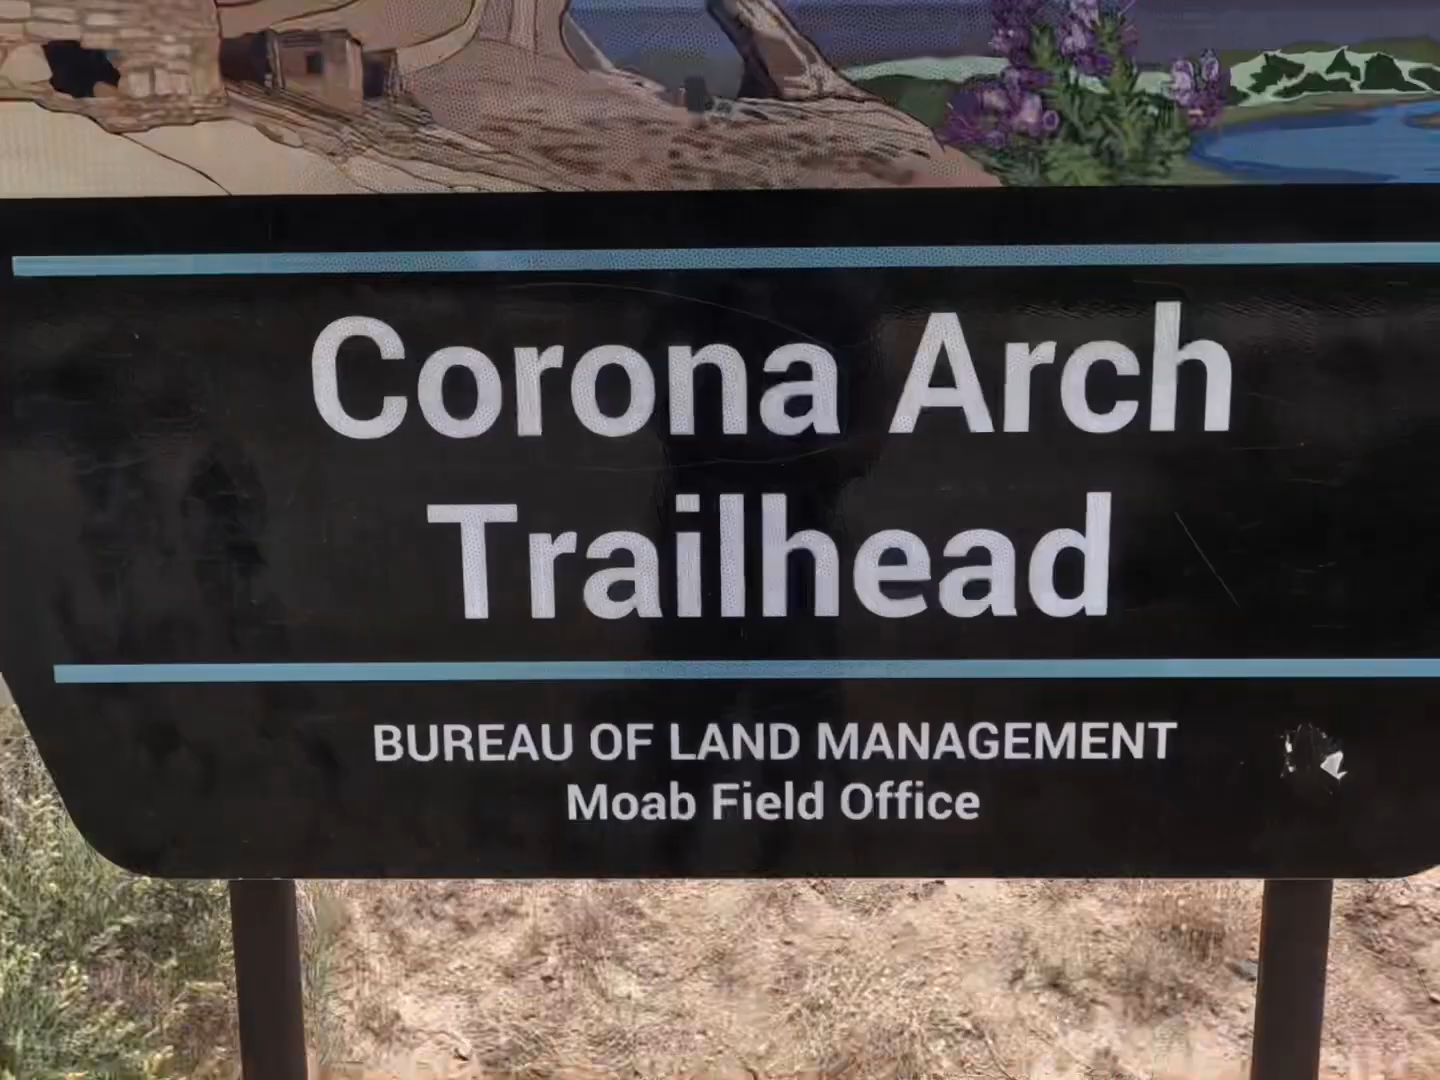 Corona Arch
Trailhead
BUREAU OF LAND MANAGEMENT
Moab Field Office